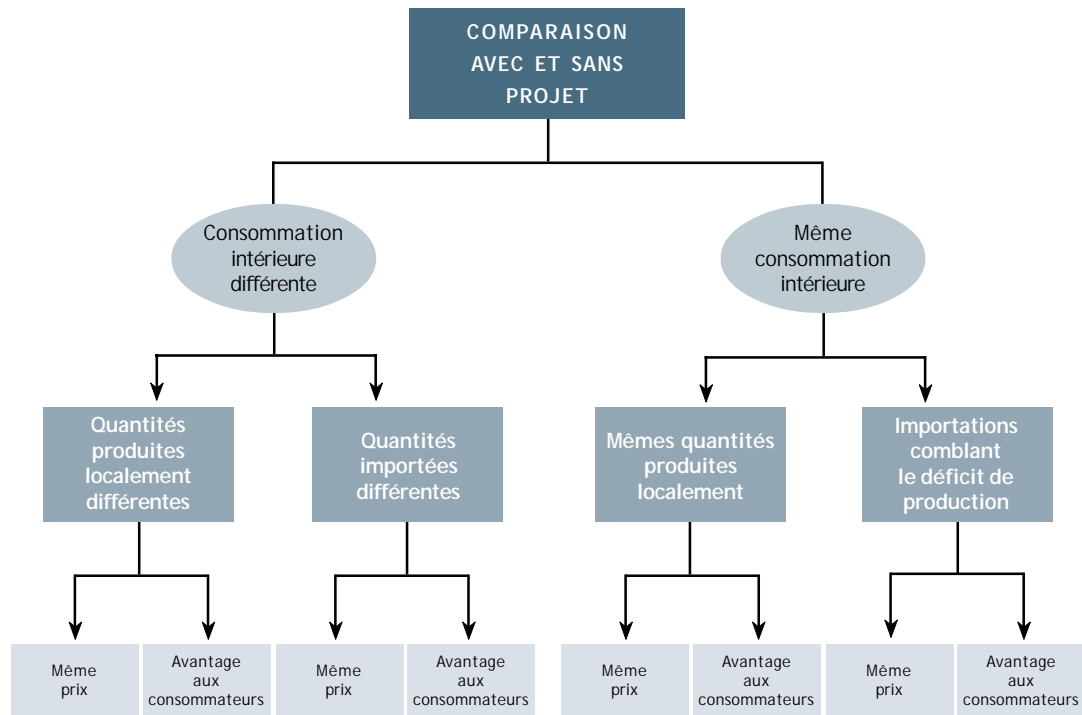 COMPARAISON
AVEC ET SANS
PROJET
Consommation
intérieure
différente
Même
consommation
intérieure
Quantités
produites
localement
différentes
Quantités
importées
différentes
Mêmes quantités
produites
localement
Importations
comblant
le déficit de
production
Même
prix
Avantage
aux
consommateurs
Même
prix
Avantage
aux
consommateurs
Même
prix
Avantage
aux
consommateurs
Même
prix
Avantage
aux
consommateurs